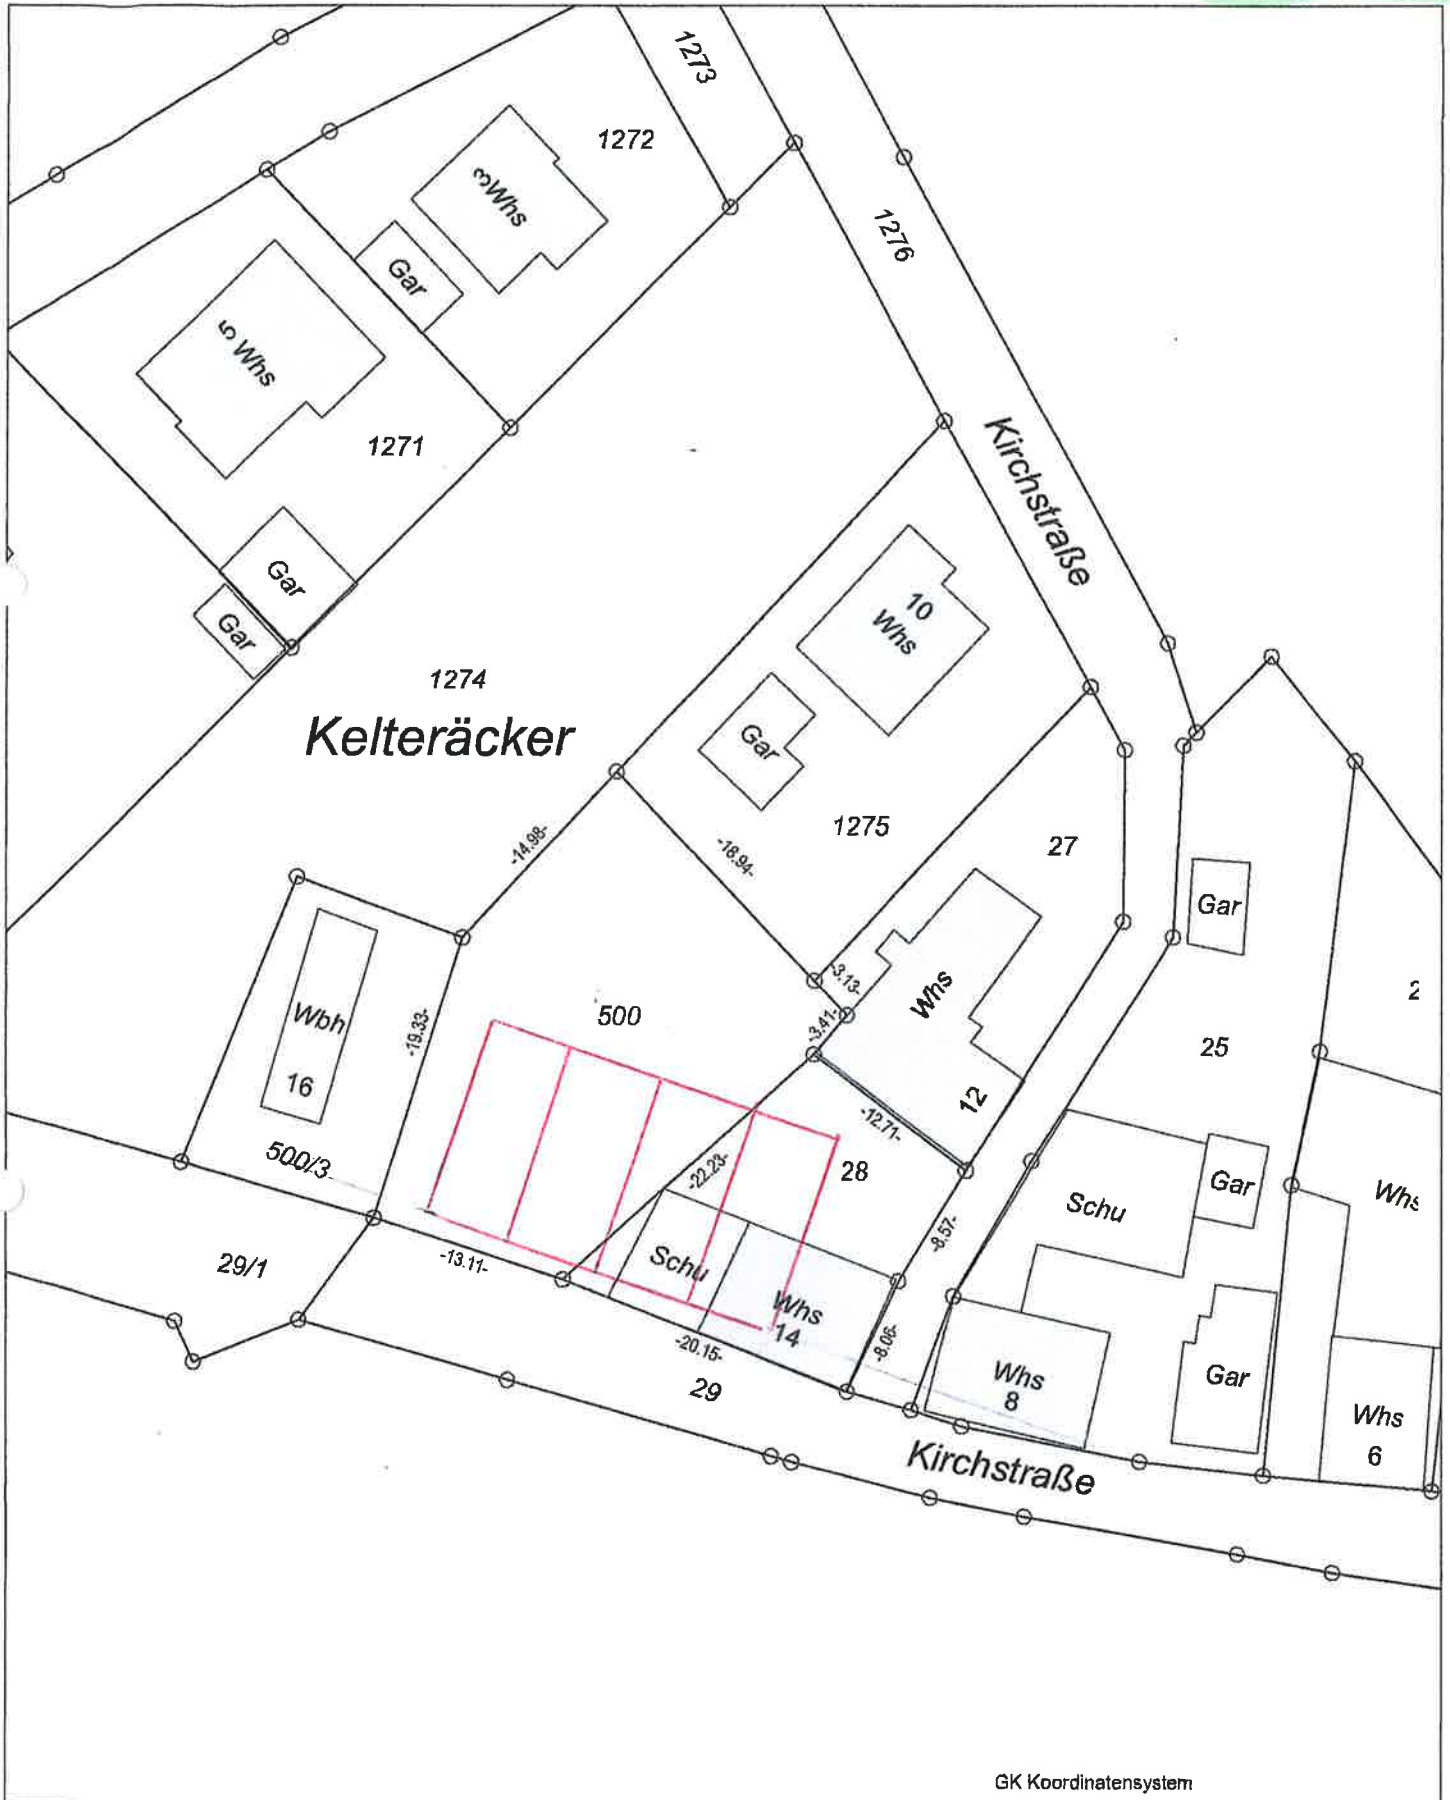 1273
1272
3 Whs
Gar
1276
5 Whs
1271
Kirchstraße
Gar
Gar
10
Whs
1274
Kelteräcker
Gar
1275
27
-14.98-
-18.94-
Gar
-3.13-
Whs
2
Wbh
16
-19.33-
500
-3.41-
25
12
-12.71-
500/3
-22.23-
28
Schu
Gar
Whs
29/1
-13.11-
Schu
-8.57-
Whs
14
-20.15-
-8.06-
29
Whs
8
Gar
Whs
6
Kirchstraße
GK Koordinatensystem